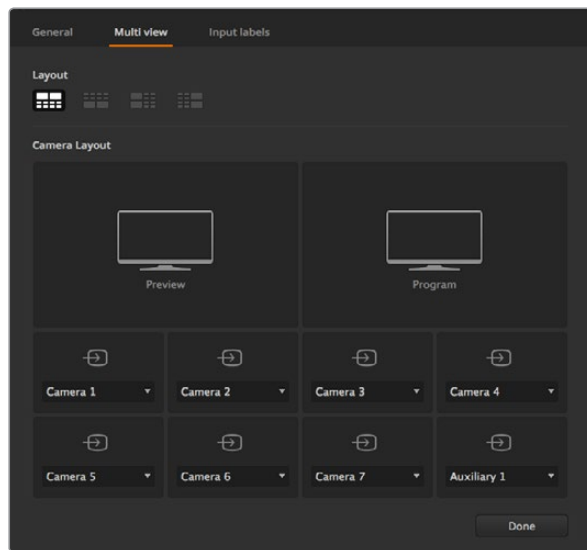 General Multi view Input labels
Layout
Camera Layout
Preview Program
Camera 1 Camera 2 Camera 3 Camera 4
Camera 5 Camera 6 Camera 7 Auxiliary 1
Done